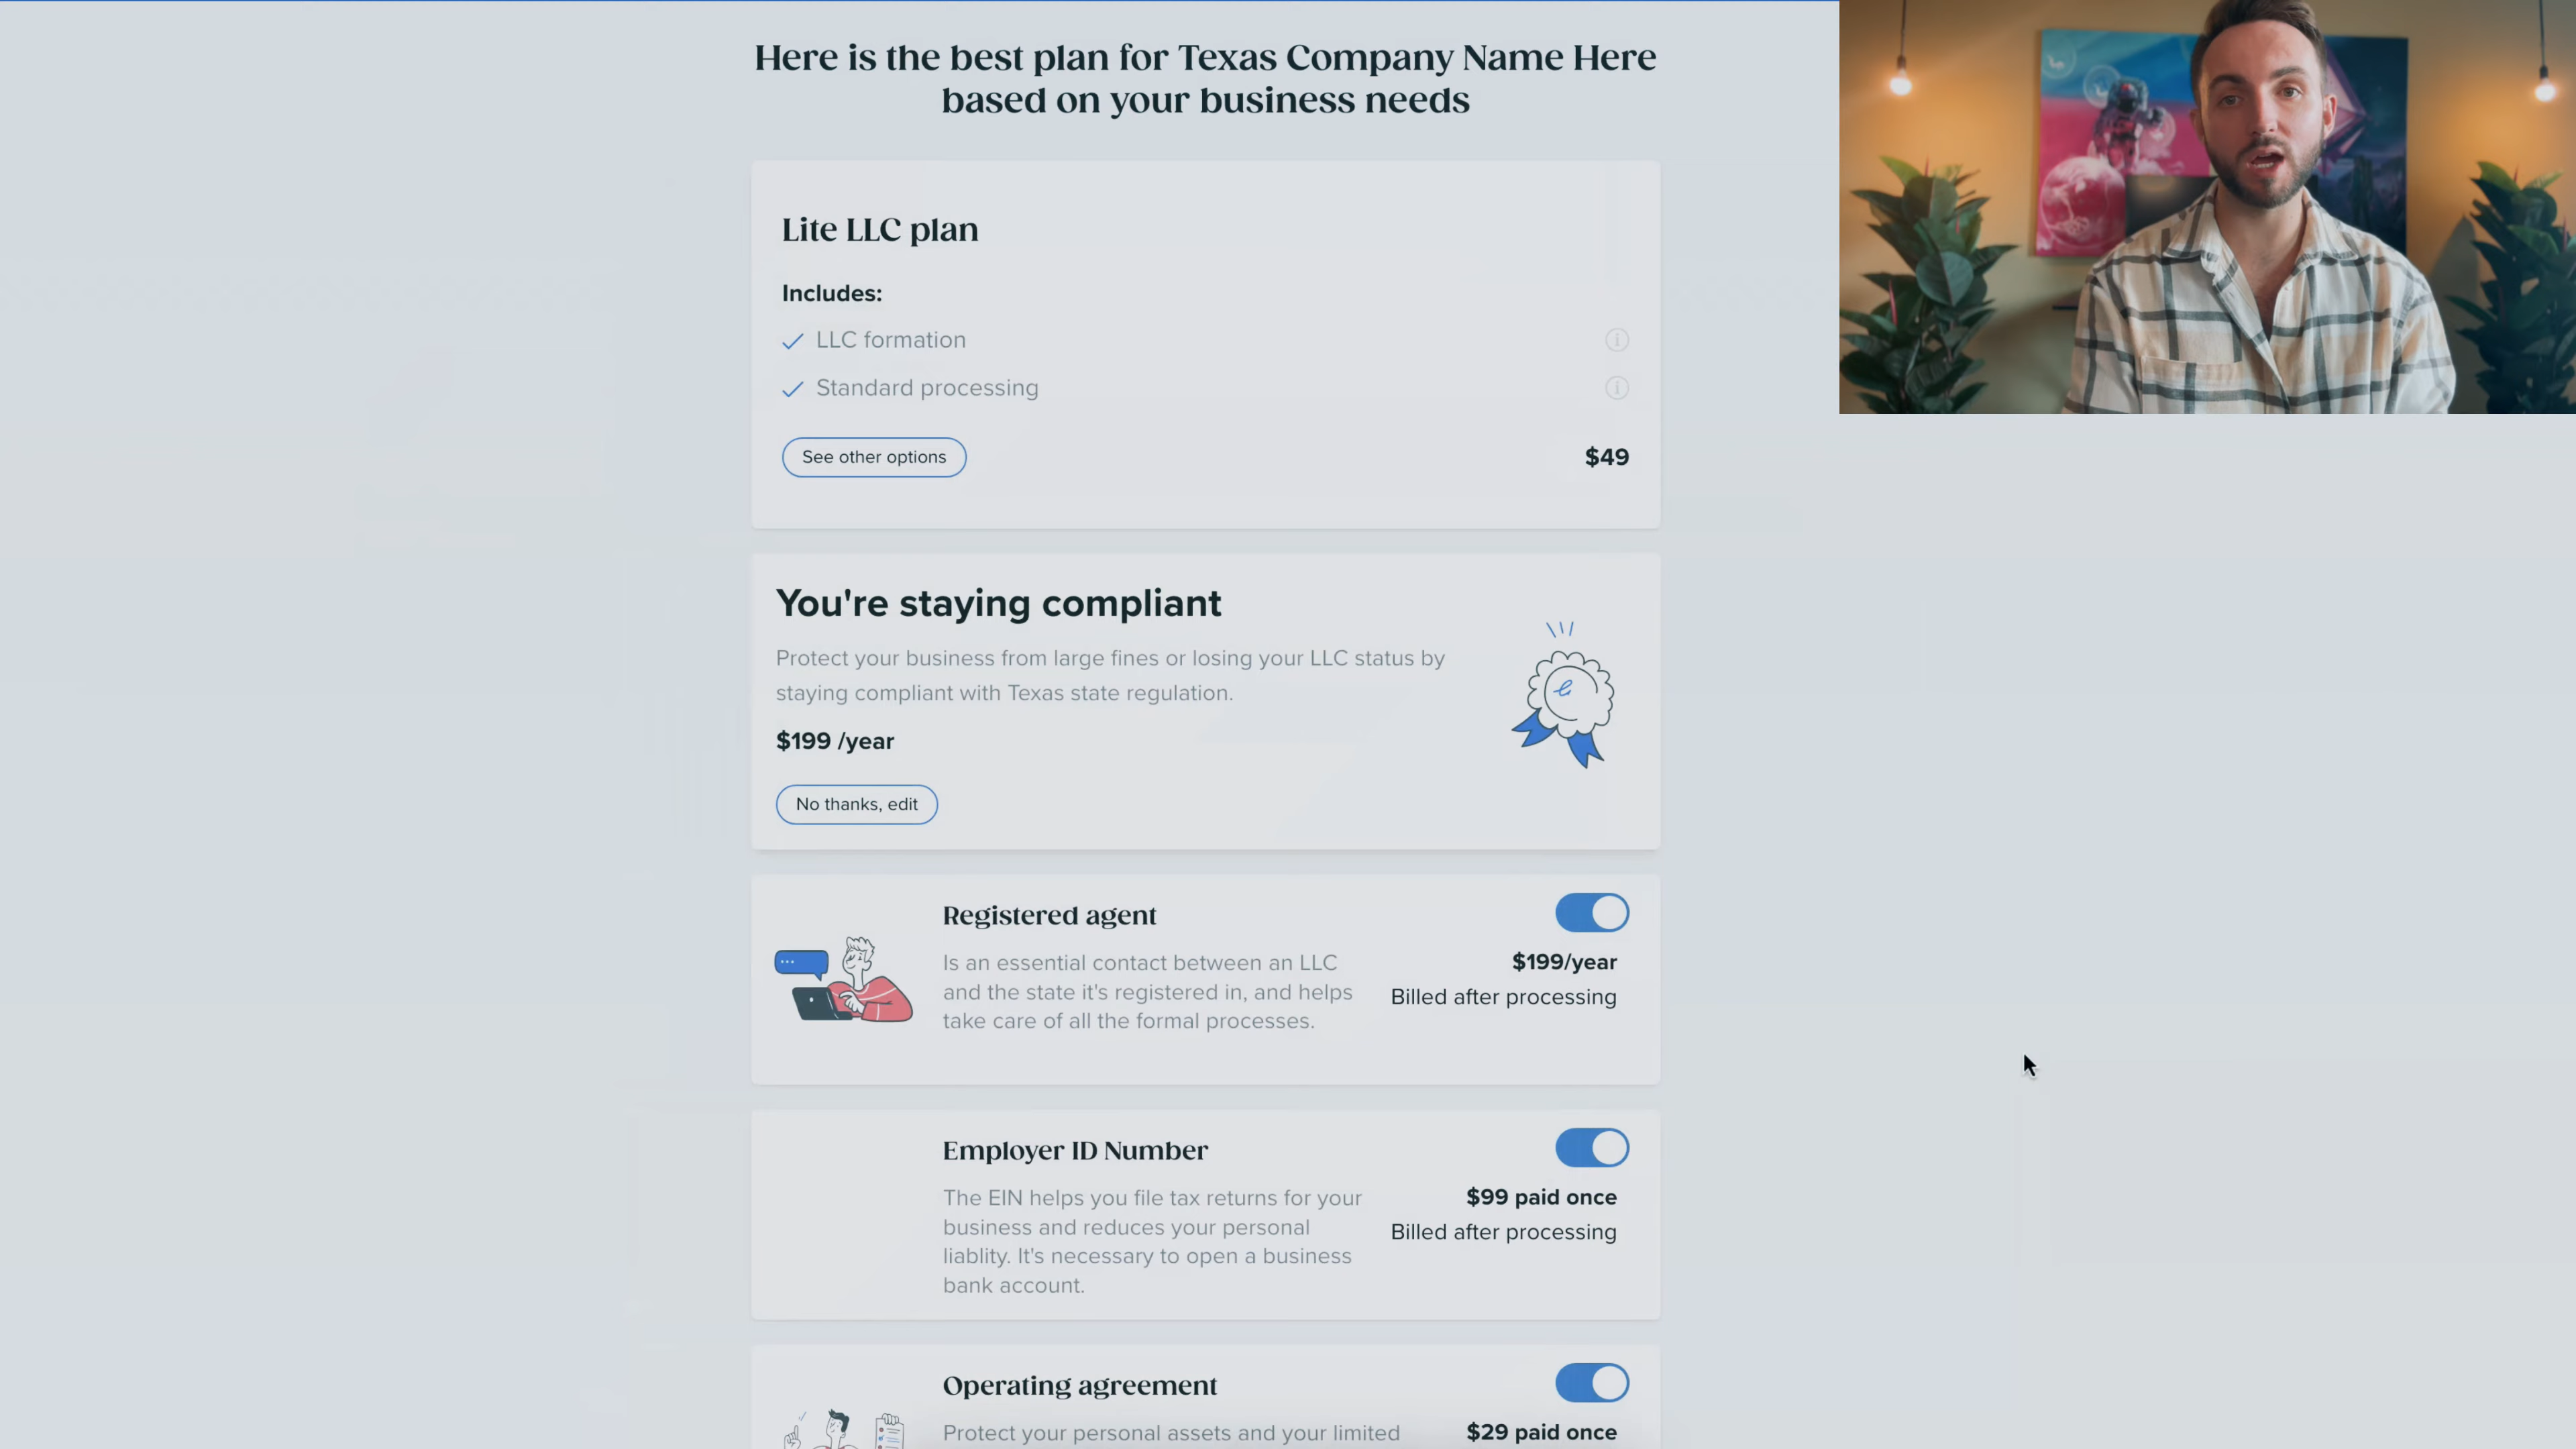 Here is the best plan for Texas Company Name Here
based on your business needs
Lite LLC plan
Includes:
LLC formation
Standard processing
See other options
$49
You're staying compliant
Protect your business from large fines or losing your LLC status by
staying compliant with Texas state regulation.
$199 /year
No thanks, edit
Registered agent
Is an essential contact between an LLC
and the state it's registered in, and helps
take care of all the formal processes.
$199/year
Billed after processing
Employer ID Number
The EIN helps you file tax returns for your
business and reduces your personal
liablity. It's necessary to open a business
bank account.
$99 paid once
Billed after processing
Operating agreement
Protect your personal assets and your limited
$29 paid once